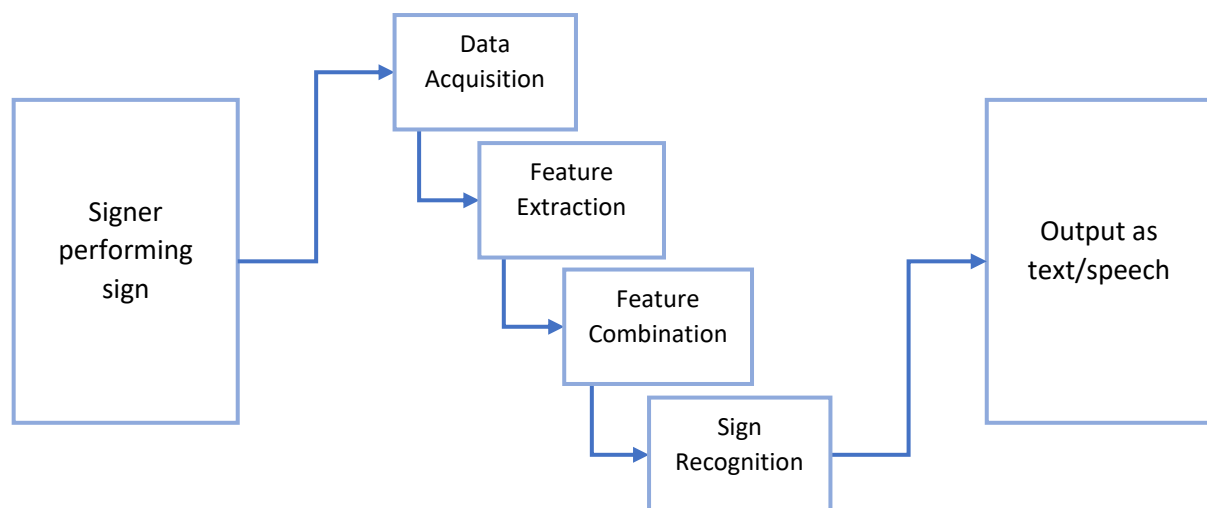 Signer
performing
sign
Data
Acquisition
Feature
Extraction
Feature
Combination
Sign
Recognition
Output as
text/speech